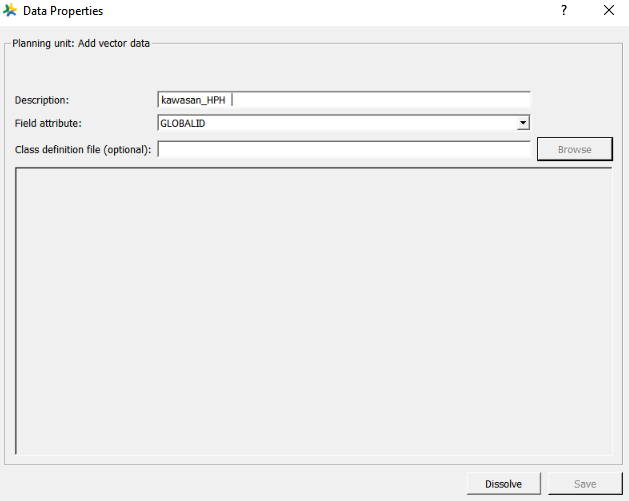 Data Properties
?
Planning unit: Add vector data
Description: kawasan_HPH
Field attribute: GLOBALID
Class definition file (optional): Browse
Dissolve Save